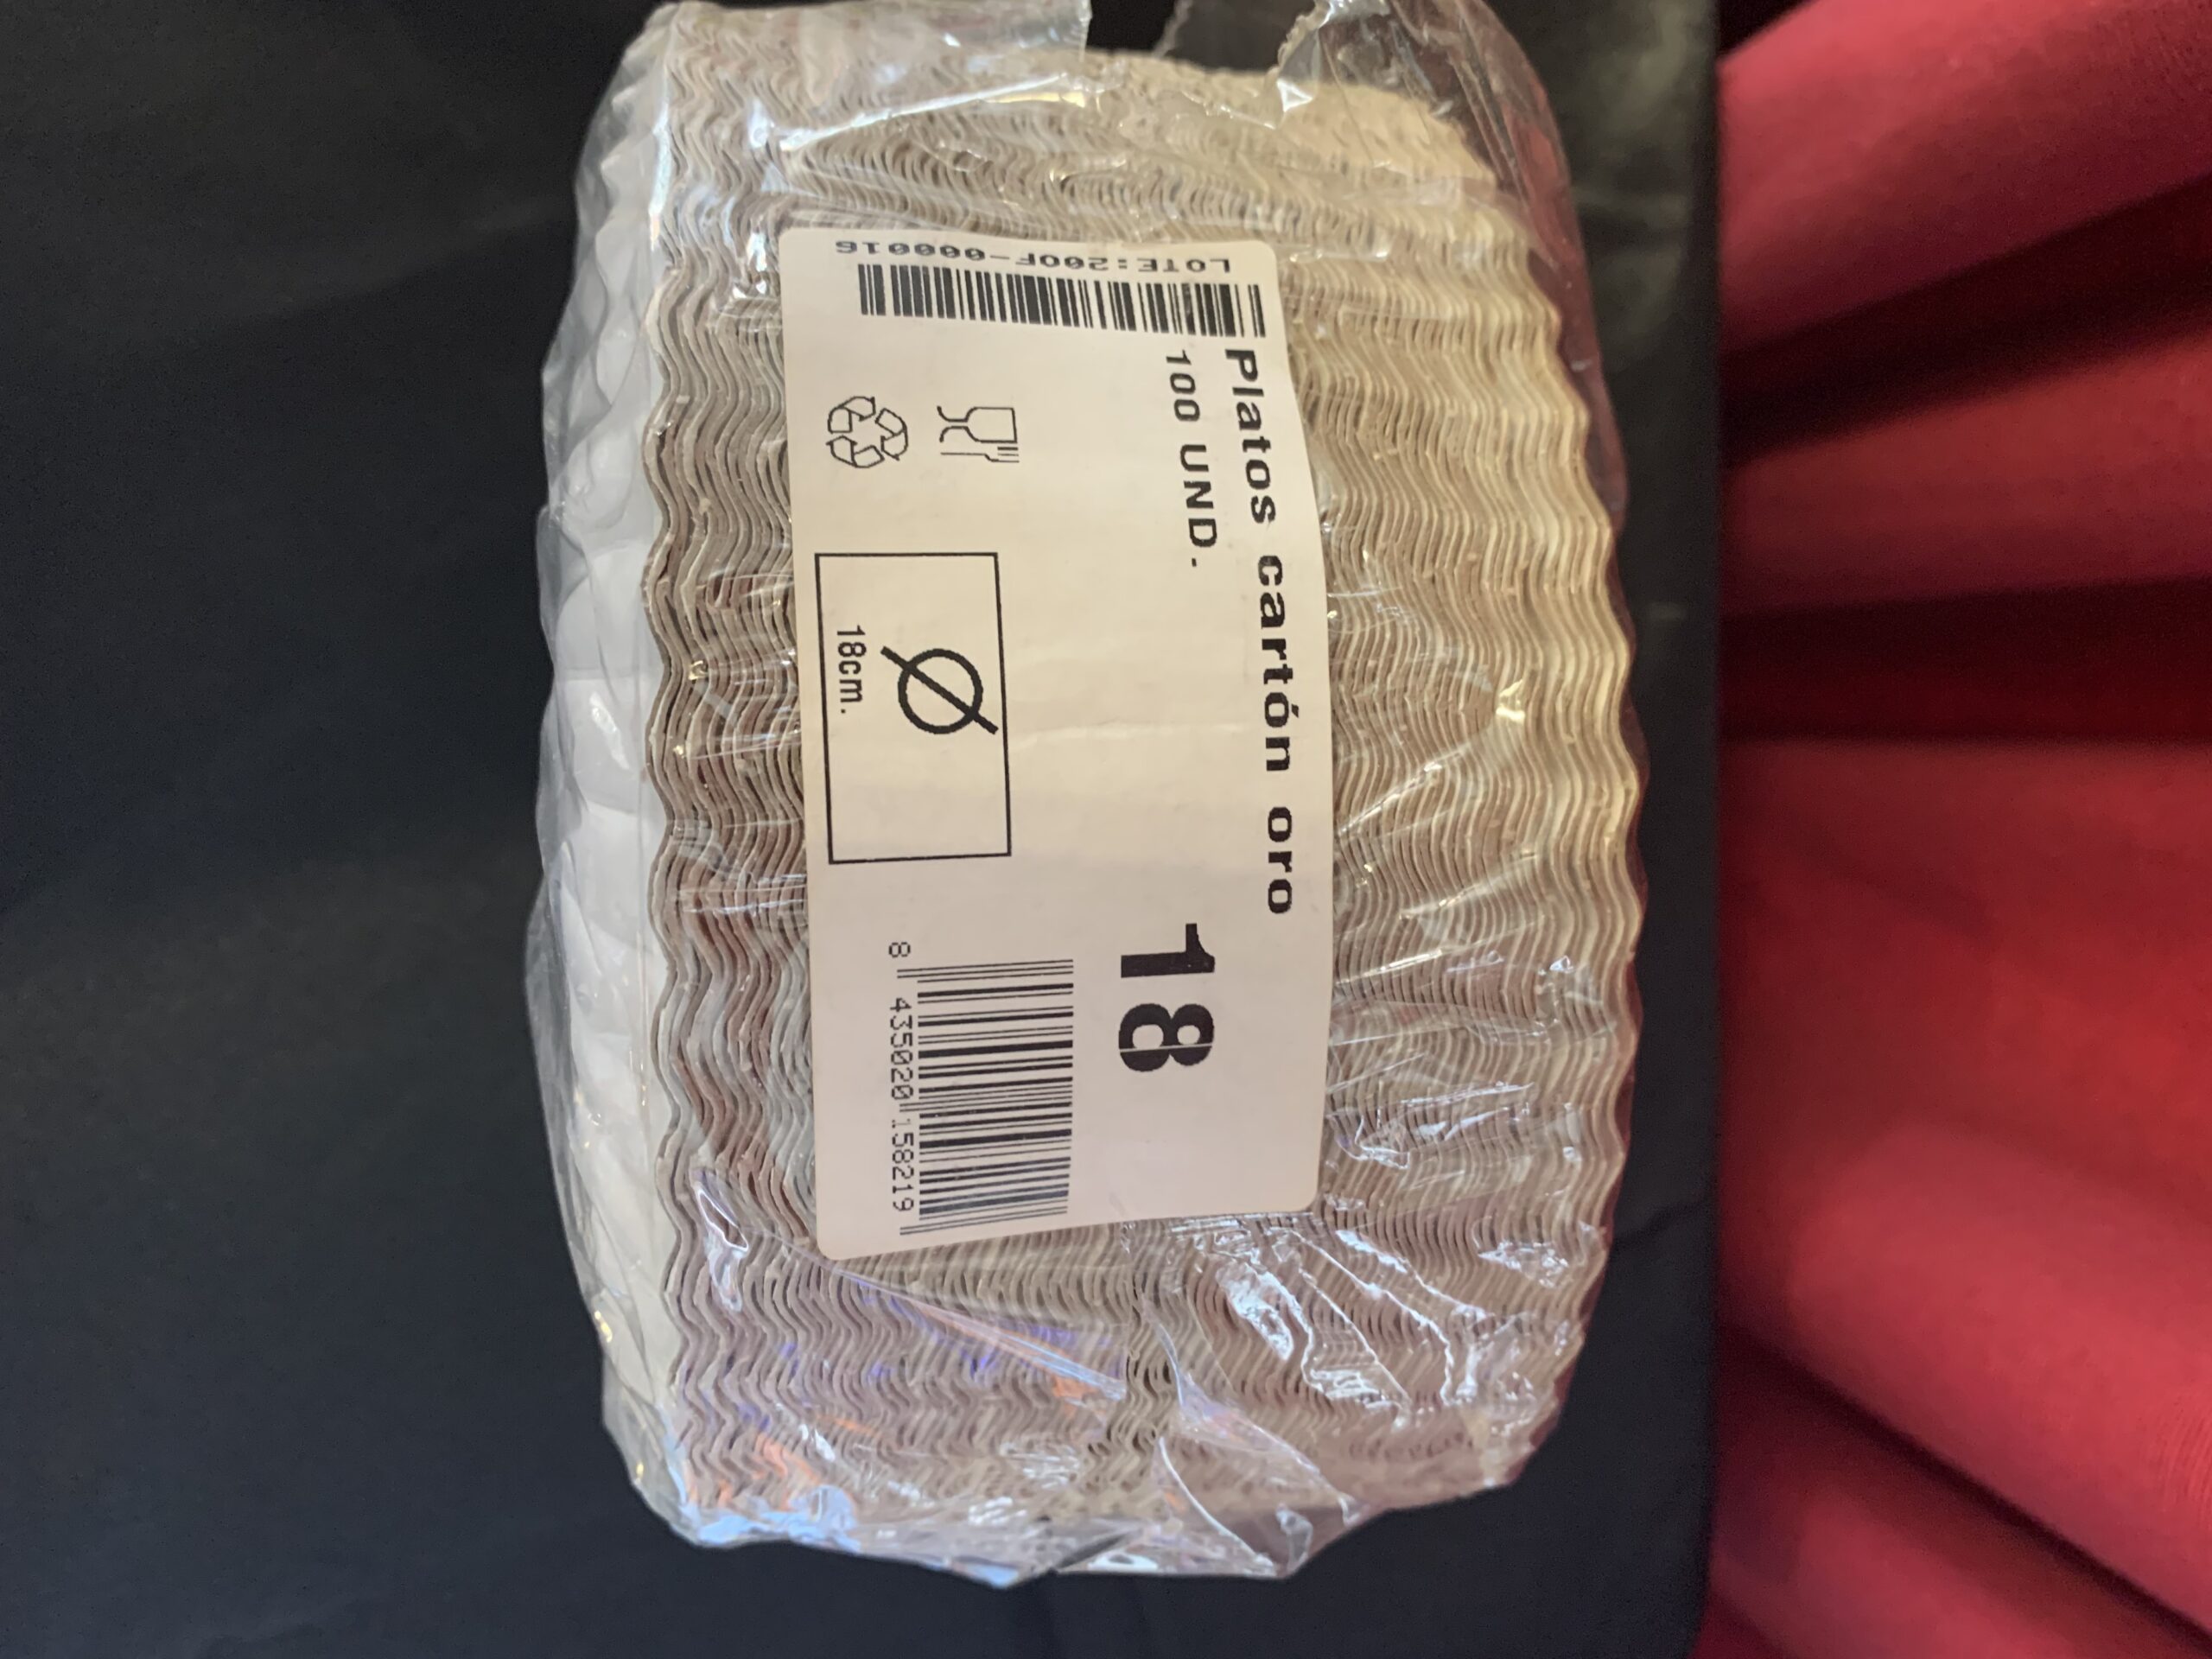 Platos cartón oro
100 UND.
18
Ø
18cm.
8 435020 158219
LOTE:200F-000016